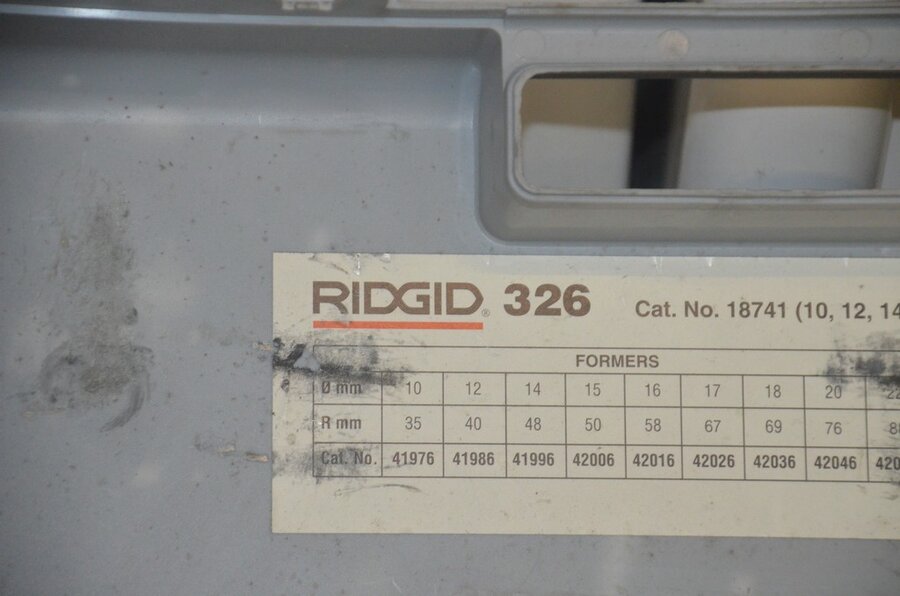 RIDGID® 326 Cat. No. 18741 (10, 12, 14
FORMERS
Ø mm 10 12 14 15 16 17 18 20 22
R mm 35 40 48 50 58 67 69 76
Cat. No. 41976 41986 41996 42006 42016 42026 42036 42046